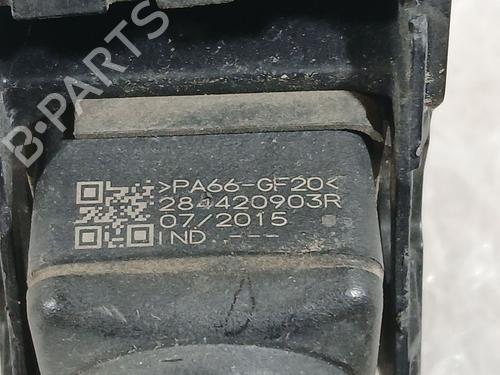 B-PARTS
>PA66-GF20<
284420903R
07/2015
IND.---